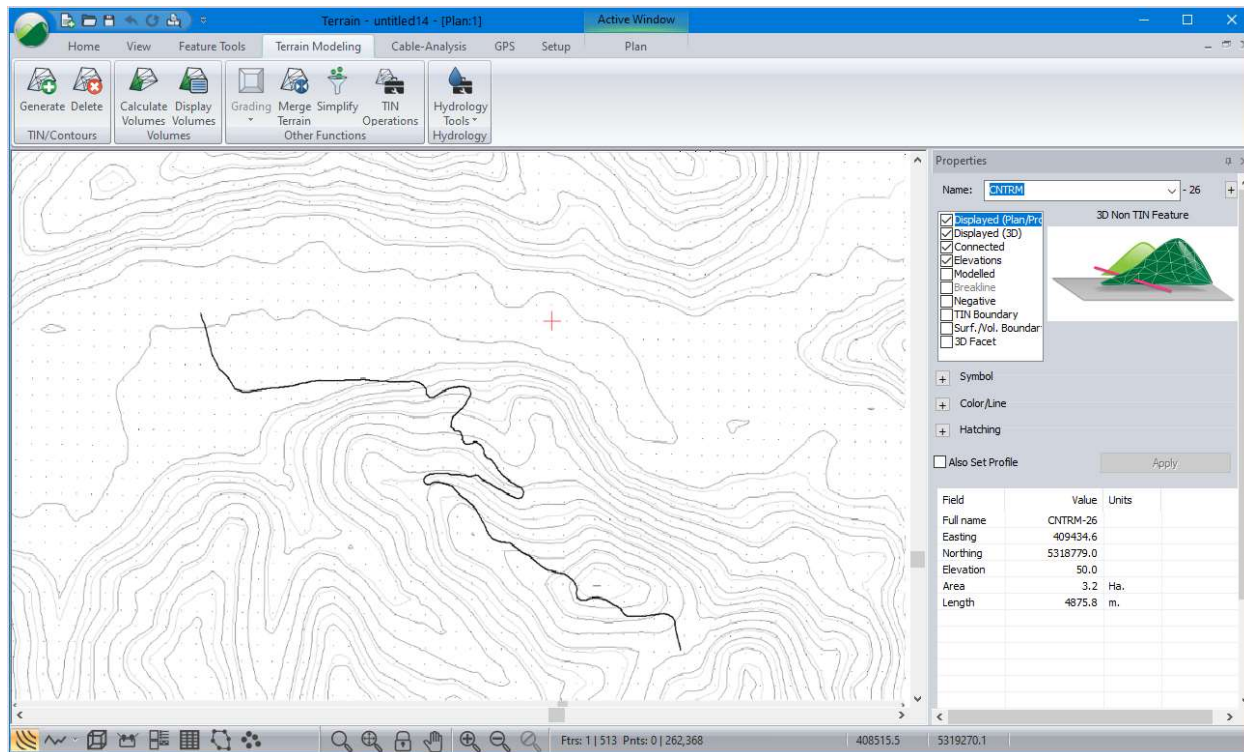 Terrain - untitled14 - [Plan:1]
Active Window
Home View Feature Tools Terrain Modeling Cable-Analysis GPS Setup Plan
Generate Delete Calculate Volumes Display Volumes Grading Merge Terrain Simplify TIN Operations Hydrology Tools
TIN/Contours Volumes Other Functions Hydrology
Properties
Name: CNTRM - 26
3D Non TIN Feature
Displayed (Plan/Pro
Displayed (3D)
Connected
Elevations
Modelled
Breakline
Negative
TIN Boundary
Surf./Vol. Boundar
3D Facet
Symbol
Color/Line
Hatching
Also Set Profile Apply
Field Value Units
Full name CNTRM-26
Easting 409434.6
Northing 5318779.0
Elevation 50.0
Area 3.2 Ha.
Length 4875.8 m.
Ftrs: 1 | 513 Pnts: 0 | 262,368 408515.5 5319270.1